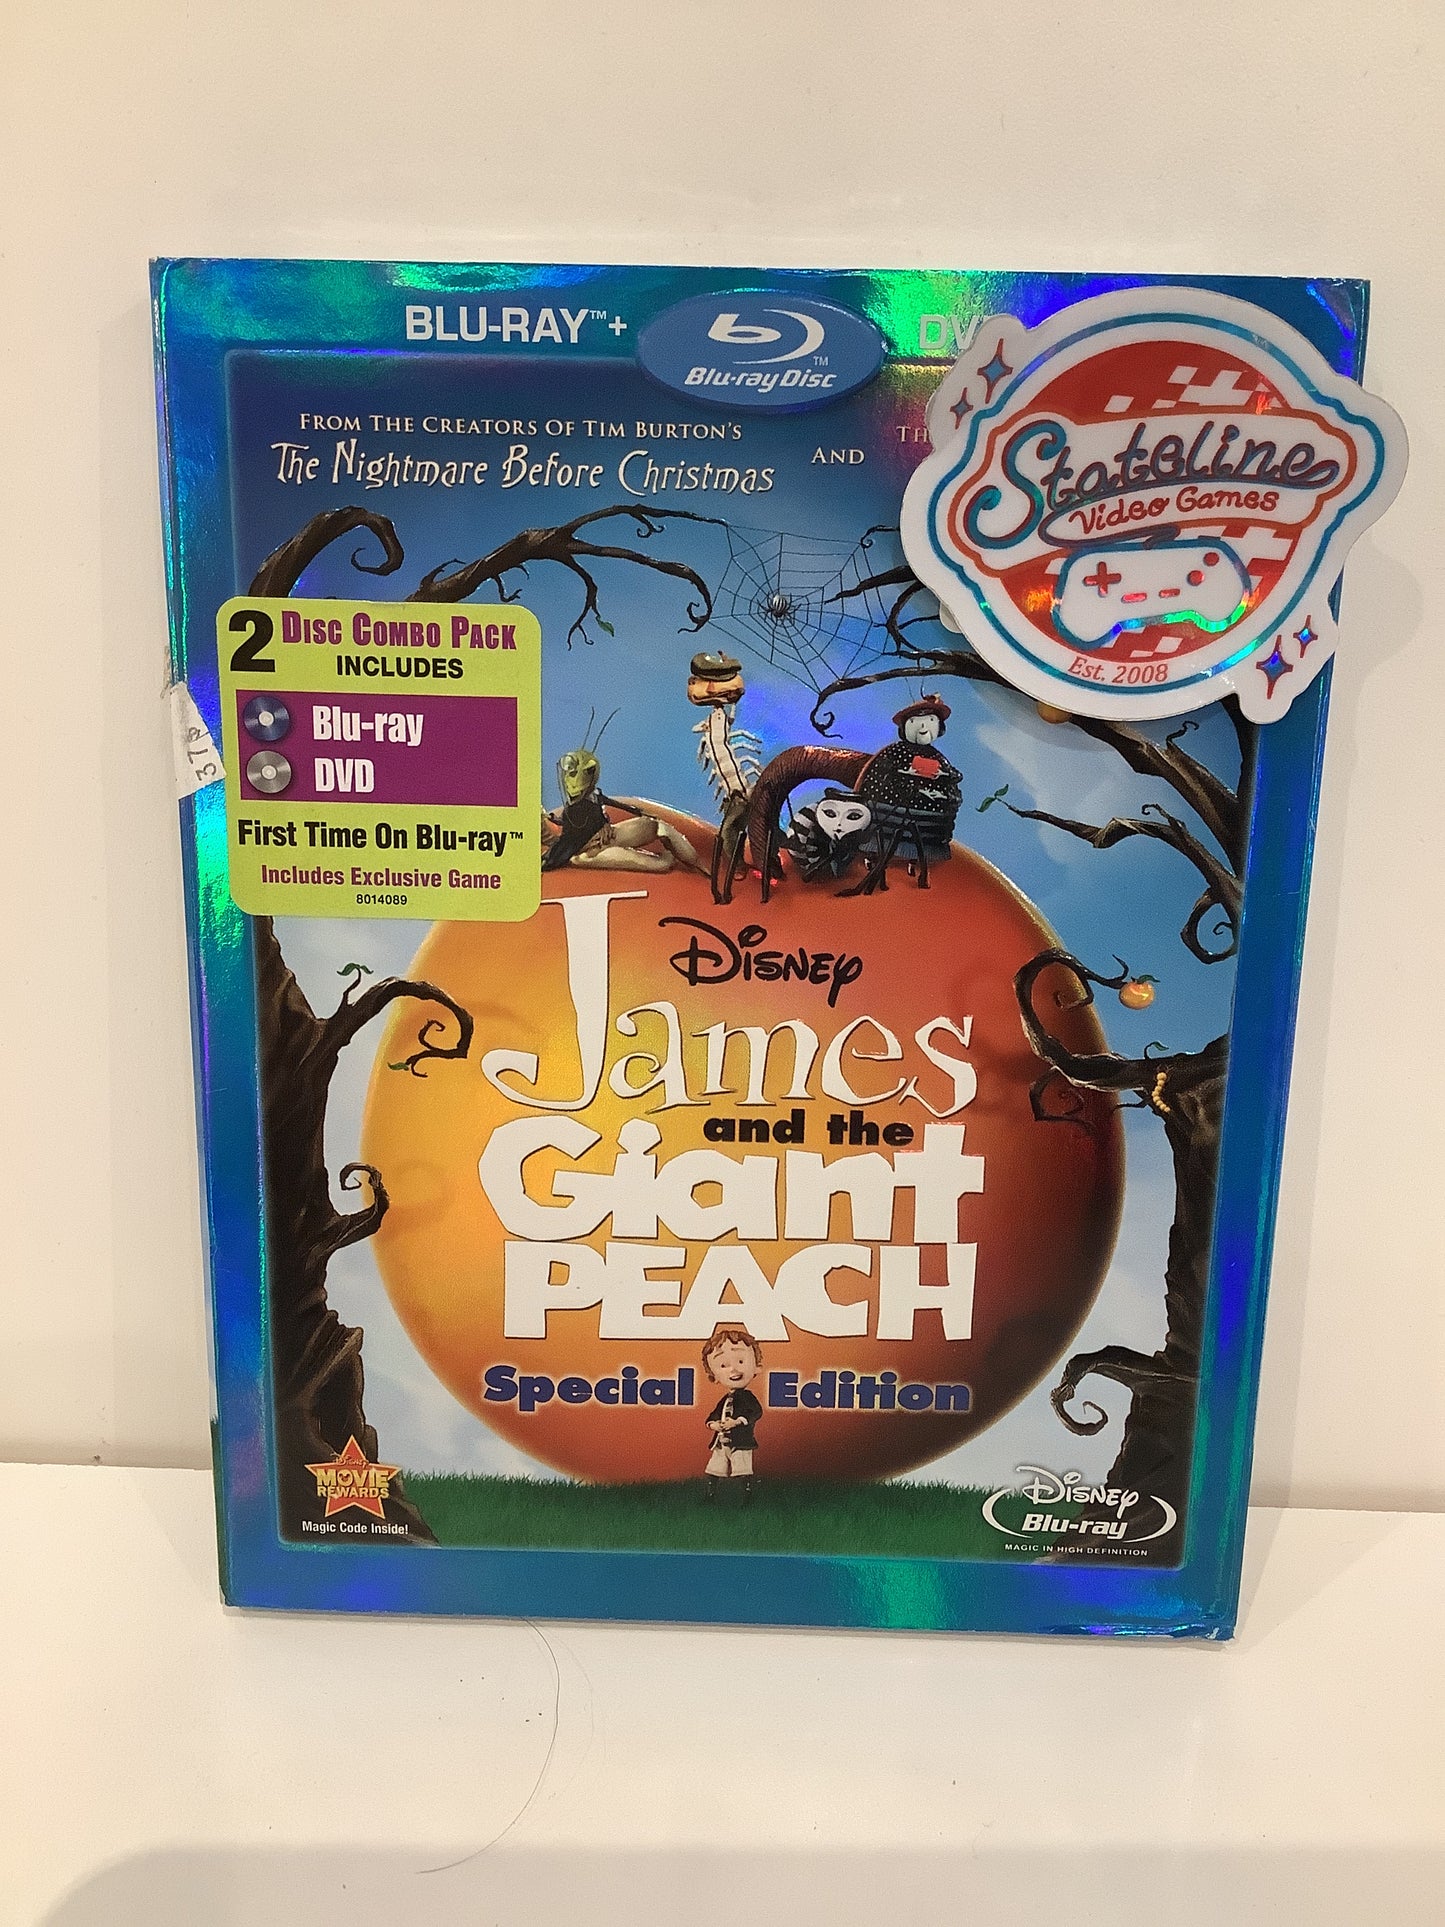 BLU-RAY™+
Blu-ray Disc
TM
FROM THE CREATORS OF TIM BURTON'S
The Nightmare Before Christmas
AND
Stateline
Video Games
Est. 2008
2 DISC COMBO PACK
INCLUDES
Blu-ray
DVD
First Time On Blu-ray™
Includes Exclusive Game
8014089
DISNEY
James
and the
Giant
PEACH
Special Edition
DISNEY
MOVIE
REWARDS
Magic Code Inside!
DISNEY
Blu-ray
MAGIC IN HIGH DEFINITION